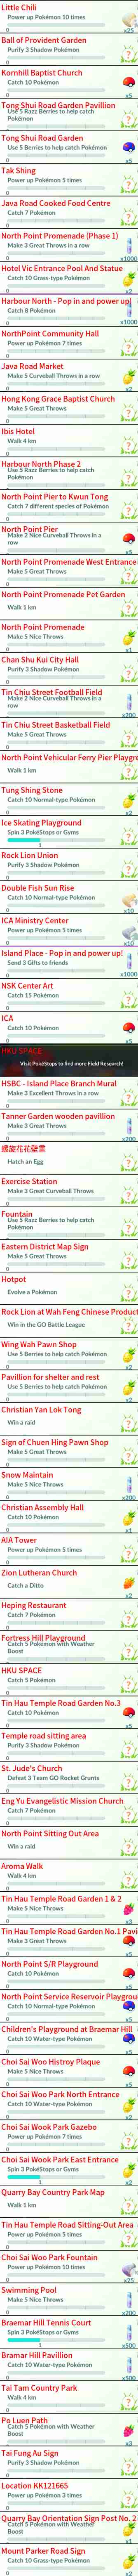 Little Chili
Power up Pokémon 10 times
0
x25
Ball of Provident Garden
Purify 3 Shadow Pokémon
0
Kornhill Baptist Church
Catch 10 Pokémon
0
x5
Tong Shui Road Garden Pavillion
Use 5 Razz Berries to help catch
Pokémon
0
Tong Shui Road Garden
Use 5 Berries to help catch Pokémon
0
x5
Tak Shing
Power up Pokémon 5 times
0
Java Road Cooked Food Centre
Catch 7 Pokémon
0
North Point Promenade (Phase 1)
Make 3 Great Throws in a row
0
x1000
Hotel Vic Entrance Pool And Statue
Catch 10 Grass-type Pokémon
0
x2
Harbour North - Pop in and power up!
Catch 8 Pokémon
0
x1000
NorthPoint Community Hall
Power up Pokémon 7 times
0
Java Road Market
Make 5 Curveball Throws in a row
0
x2
Hong Kong Grace Baptist Church
Make 5 Great Throws
0
Ibis Hotel
Walk 4 km
0
Harbour North Phase 2
Use 5 Razz Berries to help catch
Pokémon
0
North Point Pier to Kwun Tong
Catch 7 different species of Pokémon
0
North Point Pier
Make 2 Nice Curveball Throws in a
row
0
x5
North Point Promenade West Entrance
Make 5 Great Throws
0
North Point Promenade Pet Garden
Walk 1 km
0
North Point Promenade
Make 5 Nice Throws
0
x1
Chan Shu Kui City Hall
Purify 3 Shadow Pokémon
0
Tin Chiu Street Football Field
Make 2 Nice Curveball Throws in a
row
0
x200
Tin Chiu Street Basketball Field
Make 5 Great Throws
0
North Point Vehicular Ferry Pier Playgro
Walk 1 km
0
Tung Shing Stone
Catch 10 Normal-type Pokémon
0
x2
Ice Skating Playground
Spin 3 PokéStops or Gyms
1
Rock Lion Union
Purify 3 Shadow Pokémon
0
Double Fish Sun Rise
Catch 10 Normal-type Pokémon
0
x10
ICA Ministry Center
Power up Pokémon 5 times
0
x10
Island Place - Pop in and power up!
Send 3 Gifts to friends
0
x1000
NSK Center Art
Catch 15 Pokémon
0
ICA
Catch 10 Pokémon
0
x5
HKU SPACE
Visit PokéStops to find more Field Research!
HSBC - Island Place Branch Mural
Make 3 Excellent Throws in a row
0
Tanner Garden wooden pavillion
Make 3 Great Throws
0
x200
螺旋花花壁畫
Hatch an Egg
0
Exercise Station
Make 3 Great Curveball Throws
0
Fountain
Use 5 Razz Berries to help catch
Pokémon
0
Eastern District Map Sign
Make 5 Great Throws
0
Hotpot
Evolve a Pokémon
0
Rock Lion at Wah Feng Chinese Product
Win in the GO Battle League
0
Wing Wah Pawn Shop
Use 5 Berries to help catch Pokémon
0
x2
Pavillion for shelter and rest
Use 5 Berries to help catch Pokémon
0
x2
Christian Yan Lok Tong
Win a raid
0
Sign of Chuen Hing Pawn Shop
Make 5 Great Throws
0
Snow Maintain
Make 5 Nice Throws
0
x200
Christian Assembly Hall
Catch 10 Pokémon
0
x1
AIA Tower
Power up Pokémon 5 times
0
Zion Lutheran Church
Catch a Ditto
0
x2
Heping Restaurant
Catch 7 Pokémon
0
Fortress Hill Playground
Catch 5 Pokémon with Weather
Boost
0
HKU SPACE
Catch 5 Pokémon
0
Tin Hau Temple Road Garden No.3
Catch 10 Pokémon
0
x5
Temple road sitting area
Purify 3 Shadow Pokémon
0
St. Jude's Church
Defeat 3 Team GO Rocket Grunts
0
Eng Yu Evangelistic Mission Church
Catch 7 Pokémon
0
North Point Sitting Out Area
Win a raid
0
Aroma Walk
Walk 4 km
0
Tin Hau Temple Road Garden 1 & 2
Make 5 Nice Throws
0
x3
Tin Hau Temple Road Garden No.1 Pavi
Make 3 Great Throws
0
x5
North Point S/R Playground
Catch 10 Pokémon
0
x5
North Point Service Reservoir Playgrou
Catch 10 Normal-type Pokémon
0
x5
Children's Playground at Braemar Hill
Catch 10 Water-type Pokémon
0
x5
Choi Sai Woo Histroy Plaque
Make 5 Nice Throws
0
x5
Choi Sai Woo Park North Entrance
Catch 10 Water-type Pokémon
0
x2
Choi Sai Wook Park Gazebo
Power up Pokémon 7 times
0
Choi Sai Wook Park East Entrance
Spin 3 PokéStops or Gyms
1
x2
Quarry Bay Country Park Map
Walk 1 km
0
Tin Hau Temple Road Sitting-Out Area
Power up Pokémon 5 times
0
Choi Sai Woo Park Fountain
Power up Pokémon 10 times
0
x25
Swimming Pool
Make 5 Nice Throws
0
x200
Braemar Hill Tennis Court
Spin 3 PokéStops or Gyms
1
x500
Bramar Hill Pavillion
Catch 10 Water-type Pokémon
0
x500
Tai Tam Country Park
Walk 4 km
0
Po Luen Path
Catch 5 Pokémon with Weather
Boost
0
x3
Tai Fung Au Sign
Purify 3 Shadow Pokémon
0
Location KK121665
Power up Pokémon 3 times
0
Quarry Bay Orientation Sign Post No. 2
Catch 5 Pokémon with Weather
Boost
0
x1
Mount Parker Road Sign
Catch 10 Grass-type Pokémon
0